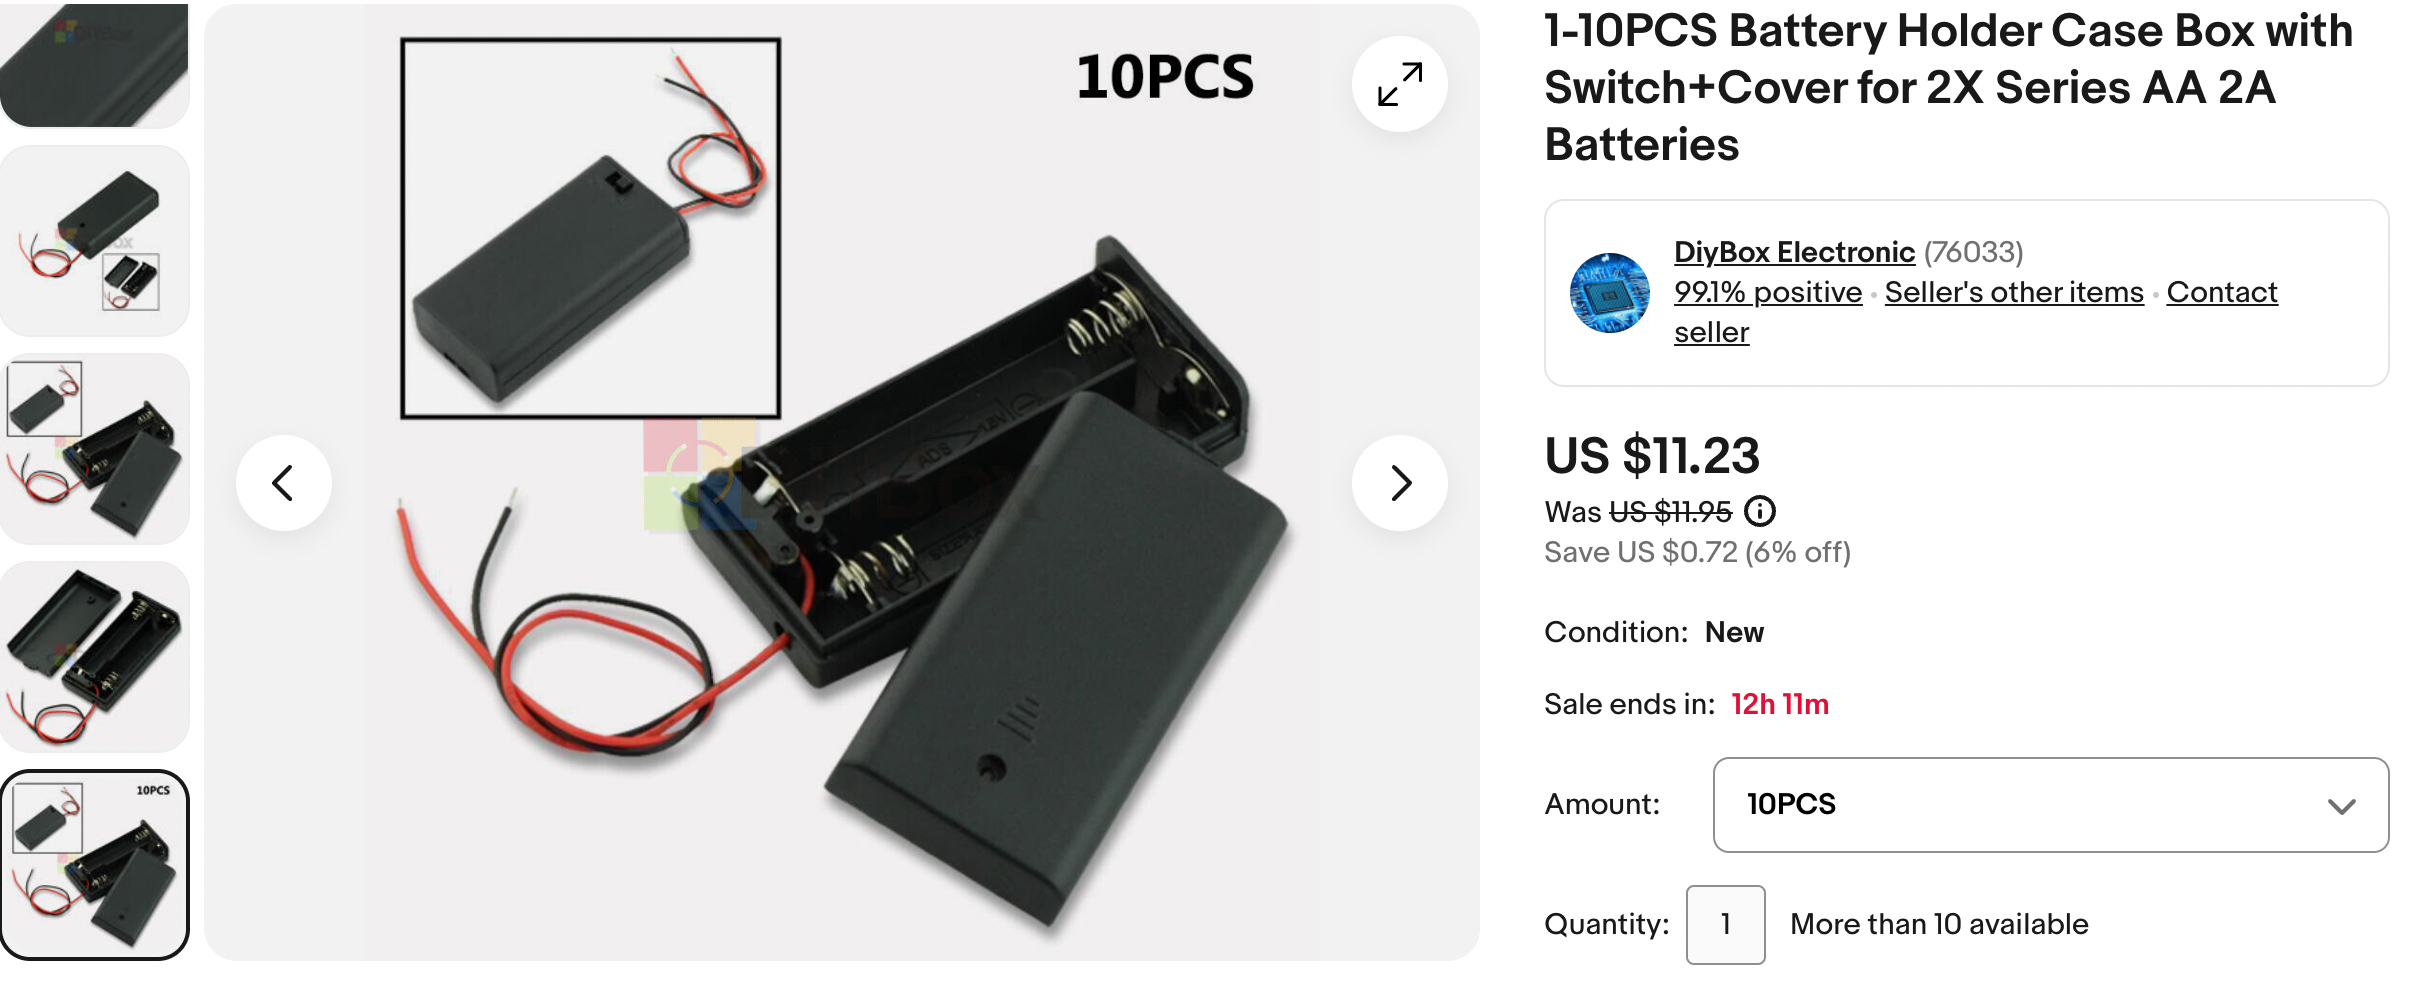 10PCS
10PCS
1-10PCS Battery Holder Case Box with
Switch+Cover for 2X Series AA 2A
Batteries
DiyBox Electronic (76033)
99.1% positive • Seller's other items • Contact
seller
US $11.23
Was US $11.95
Save US $0.72 (6% off)
Condition: New
Sale ends in: 12h 11m
Amount: 10PCS
Quantity: 1 More than 10 available